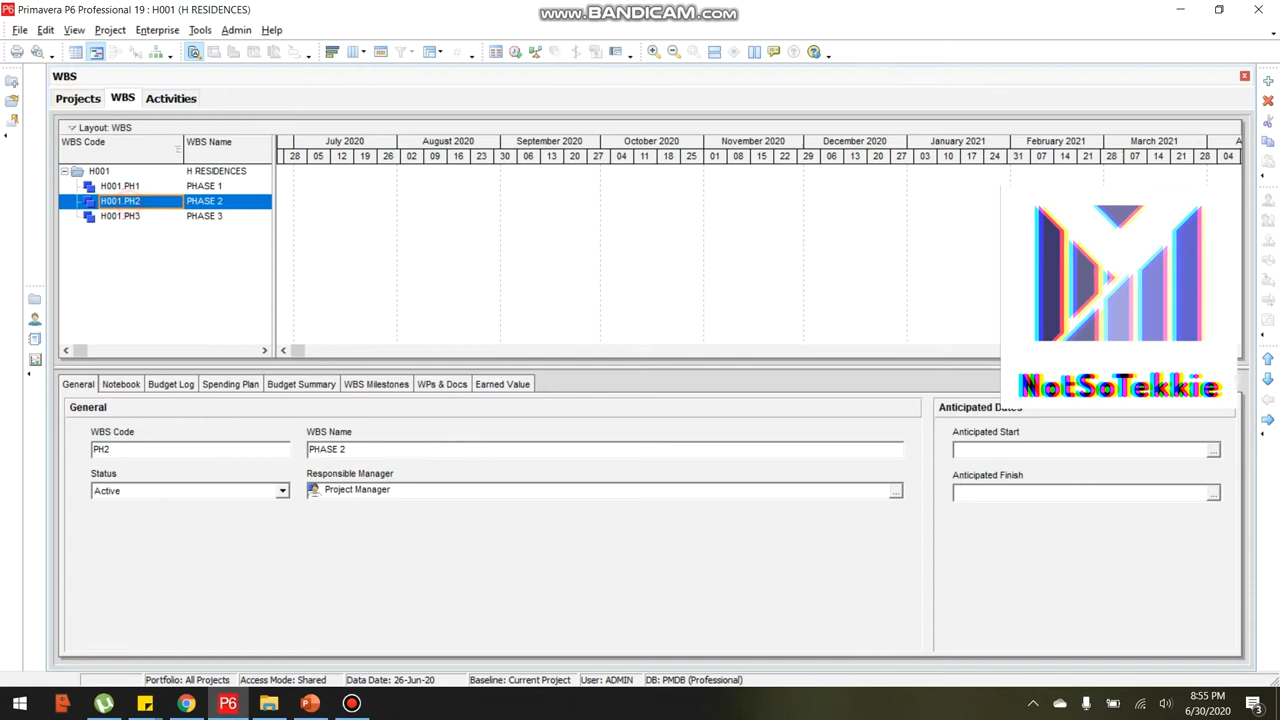 Primavera P6 Professional 19 : H001 (H RESIDENCES)
www.BANDICAM.com
File Edit View Project Enterprise Tools Admin Help
WBS
Projects WBS Activities
Layout: WBS
WBS Code WBS Name
July 2020 August 2020 September 2020 October 2020 November 2020 December 2020 January 2021 February 2021 March 2021 A
28 05 12 19 26 02 09 16 23 30 06 13 20 27 04 11 18 25 01 08 15 22 29 06 13 20 27 03 10 17 24 31 07 14 21 28 07 14 21 28 04
H001 H RESIDENCES
H001.PH1 PHASE 1
H001.PH2 PHASE 2
H001.PH3 PHASE 3
NotSoTekkie
General Notebook Budget Log Spending Plan Budget Summary WBS Milestones WPs & Docs Earned Value
General
Anticipated Dates
WBS Code WBS Name Anticipated Start
PH2 PHASE 2
Status Responsible Manager Anticipated Finish
Active Project Manager
Portfolio: All Projects Access Mode: Shared Data Date: 26-Jun-20 Baseline: Current Project User: ADMIN DB: PMDB (Professional)
P6
8:55 PM
6/30/2020
3